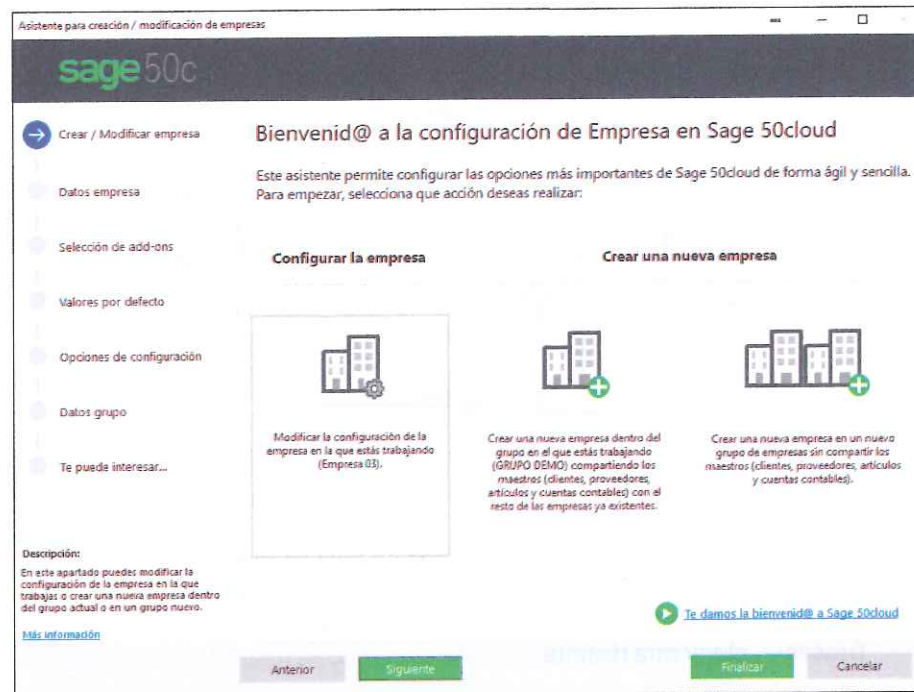 Asistente para creación / modificación de empresas
sage 50c
Crear / Modificar empresa
Datos empresa
Selección de add-ons
Valores por defecto
Opciones de configuración
Datos grupo
Te puede interesar...
Descripción:
En este apartado puedes modificar la
configuración de la empresa en la que
trabajas o crear una nueva empresa dentro
del grupo actual o en un grupo nuevo.
Más información
Bienvenid@ a la configuración de Empresa en Sage 50cloud
Este asistente permite configurar las opciones más importantes de Sage 50cloud de forma ágil y sencilla.
Para empezar, selecciona que acción deseas realizar:
Configurar la empresa
Crear una nueva empresa
Modificar la configuración de la
empresa en la que estás trabajando
(Empresa 03).
Crear una nueva empresa dentro del
grupo en el que estás trabajando
(GRUPO DEMO) compartiendo los
maestros (clientes, proveedores,
artículos y cuentas contables) con el
resto de las empresas ya existentes.
Crear una nueva empresa en un nuevo
grupo de empresas sin compartir los
maestros (clientes, proveedores, artículos
y cuentas contables).
Te damos la bienvenid@ a Sage 50cloud
Anterior
Siguiente
Finalizar
Cancelar